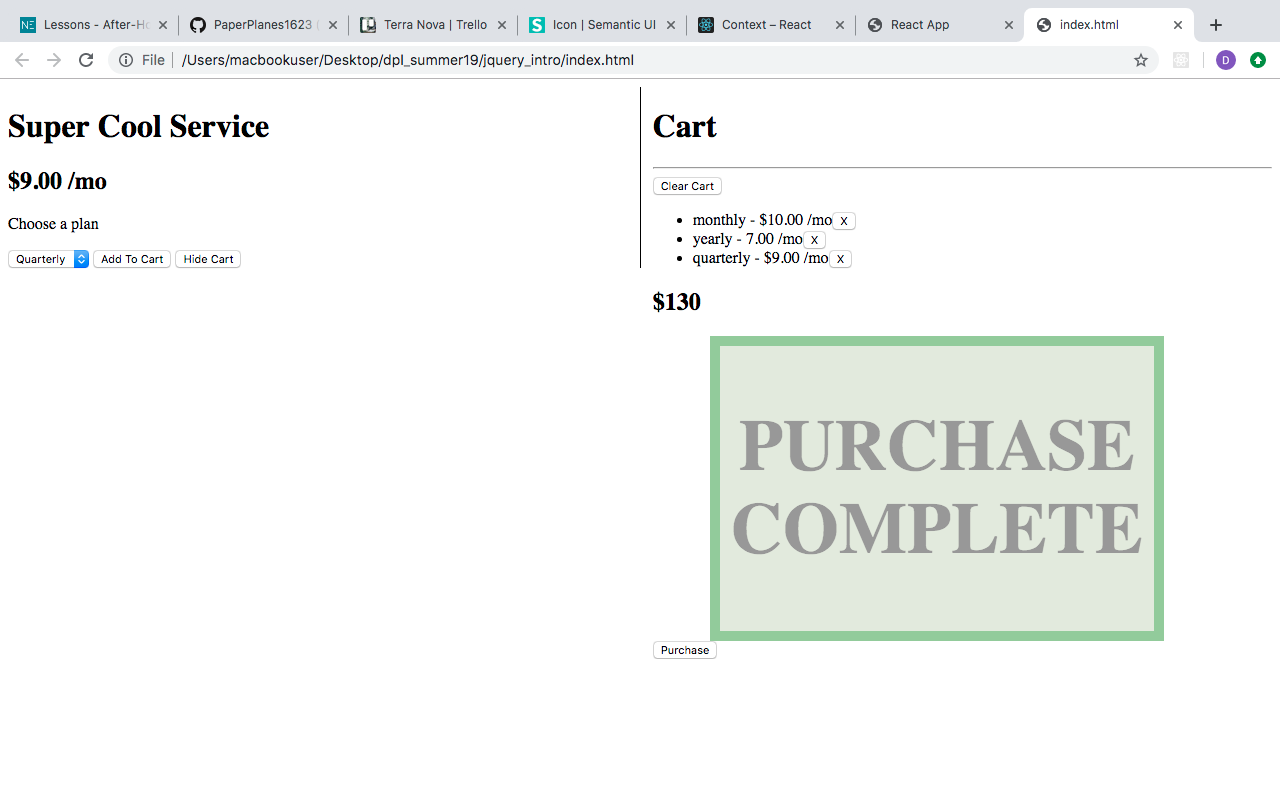 Lessons - After-Ho
PaperPlanes1623 (
Terra Nova | Trello
Icon | Semantic UI
Context – React
React App
index.html
File /Users/macbookuser/Desktop/dpl_summer19/jquery_intro/index.html
D
Super Cool Service
$9.00 /mo
Choose a plan
Quarterly Add To Cart Hide Cart
Cart
Clear Cart
monthly - $10.00 /mo X
yearly - 7.00 /mo X
quarterly - $9.00 /mo X
$130
PURCHASE
COMPLETE
Purchase